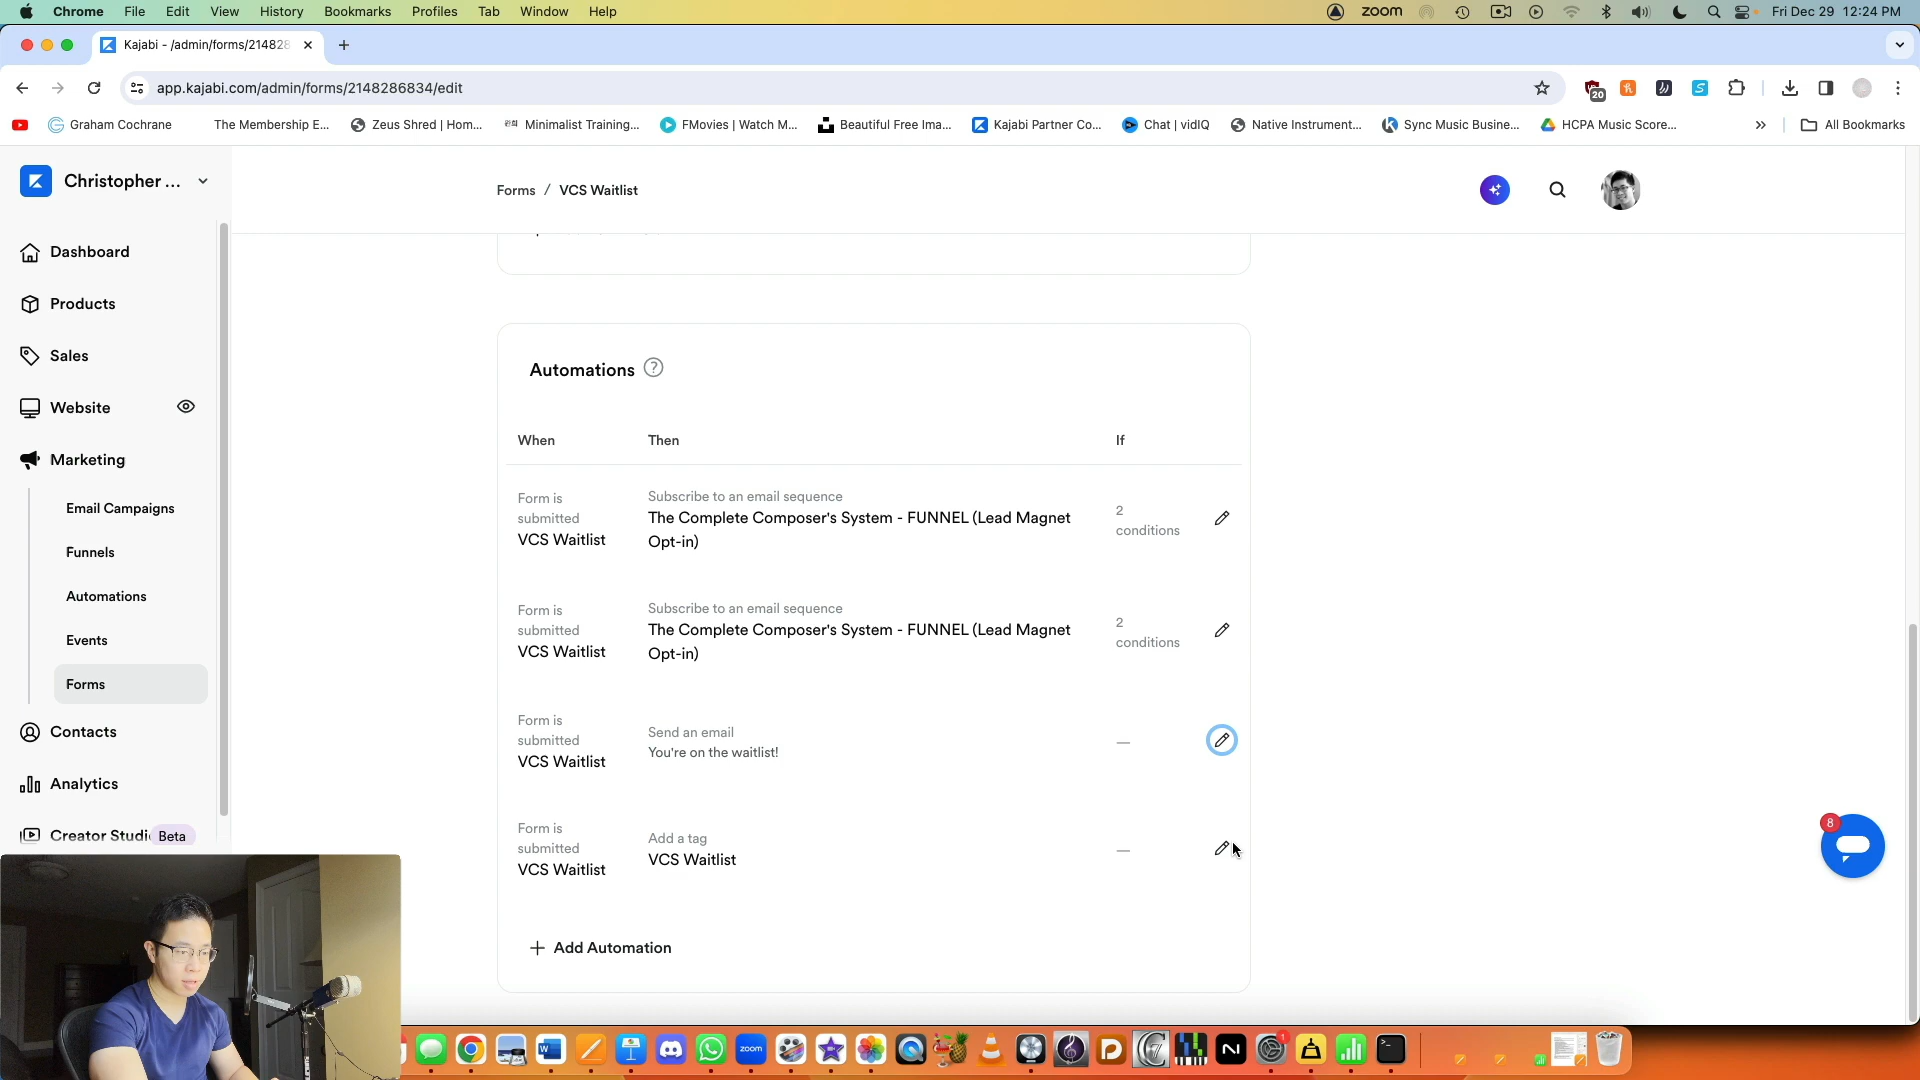 Chrome File Edit View History Bookmarks Profiles Tab Window Help zoom Fri Dec 29 12:24 PM
Kajabi - /admin/forms/214828
app.kajabi.com/admin/forms/2148286834/edit 20
Graham Cochrane The Membership E... Zeus Shred | Hom... Minimalist Training... FMovies | Watch M... Beautiful Free Ima... Kajabi Partner Co... Chat | vidIQ Native Instrument... Sync Music Busine... HCPA Music Score... » All Bookmarks
Christopher ...
Forms / VCS Waitlist
Dashboard
Products
Sales
Website
Marketing
Email Campaigns
Funnels
Automations
Events
Forms
Contacts
Analytics
Creator Studi Beta
Automations ?
When Then If
Form is
submitted
VCS Waitlist
Subscribe to an email sequence
The Complete Composer's System - FUNNEL (Lead Magnet
Opt-in)
2
conditions
Form is
submitted
VCS Waitlist
Subscribe to an email sequence
The Complete Composer's System - FUNNEL (Lead Magnet
Opt-in)
2
conditions
Form is
submitted
VCS Waitlist
Send an email
You're on the waitlist!
—
Form is
submitted
VCS Waitlist
Add a tag
VCS Waitlist
—
+ Add Automation
8
zoom
1